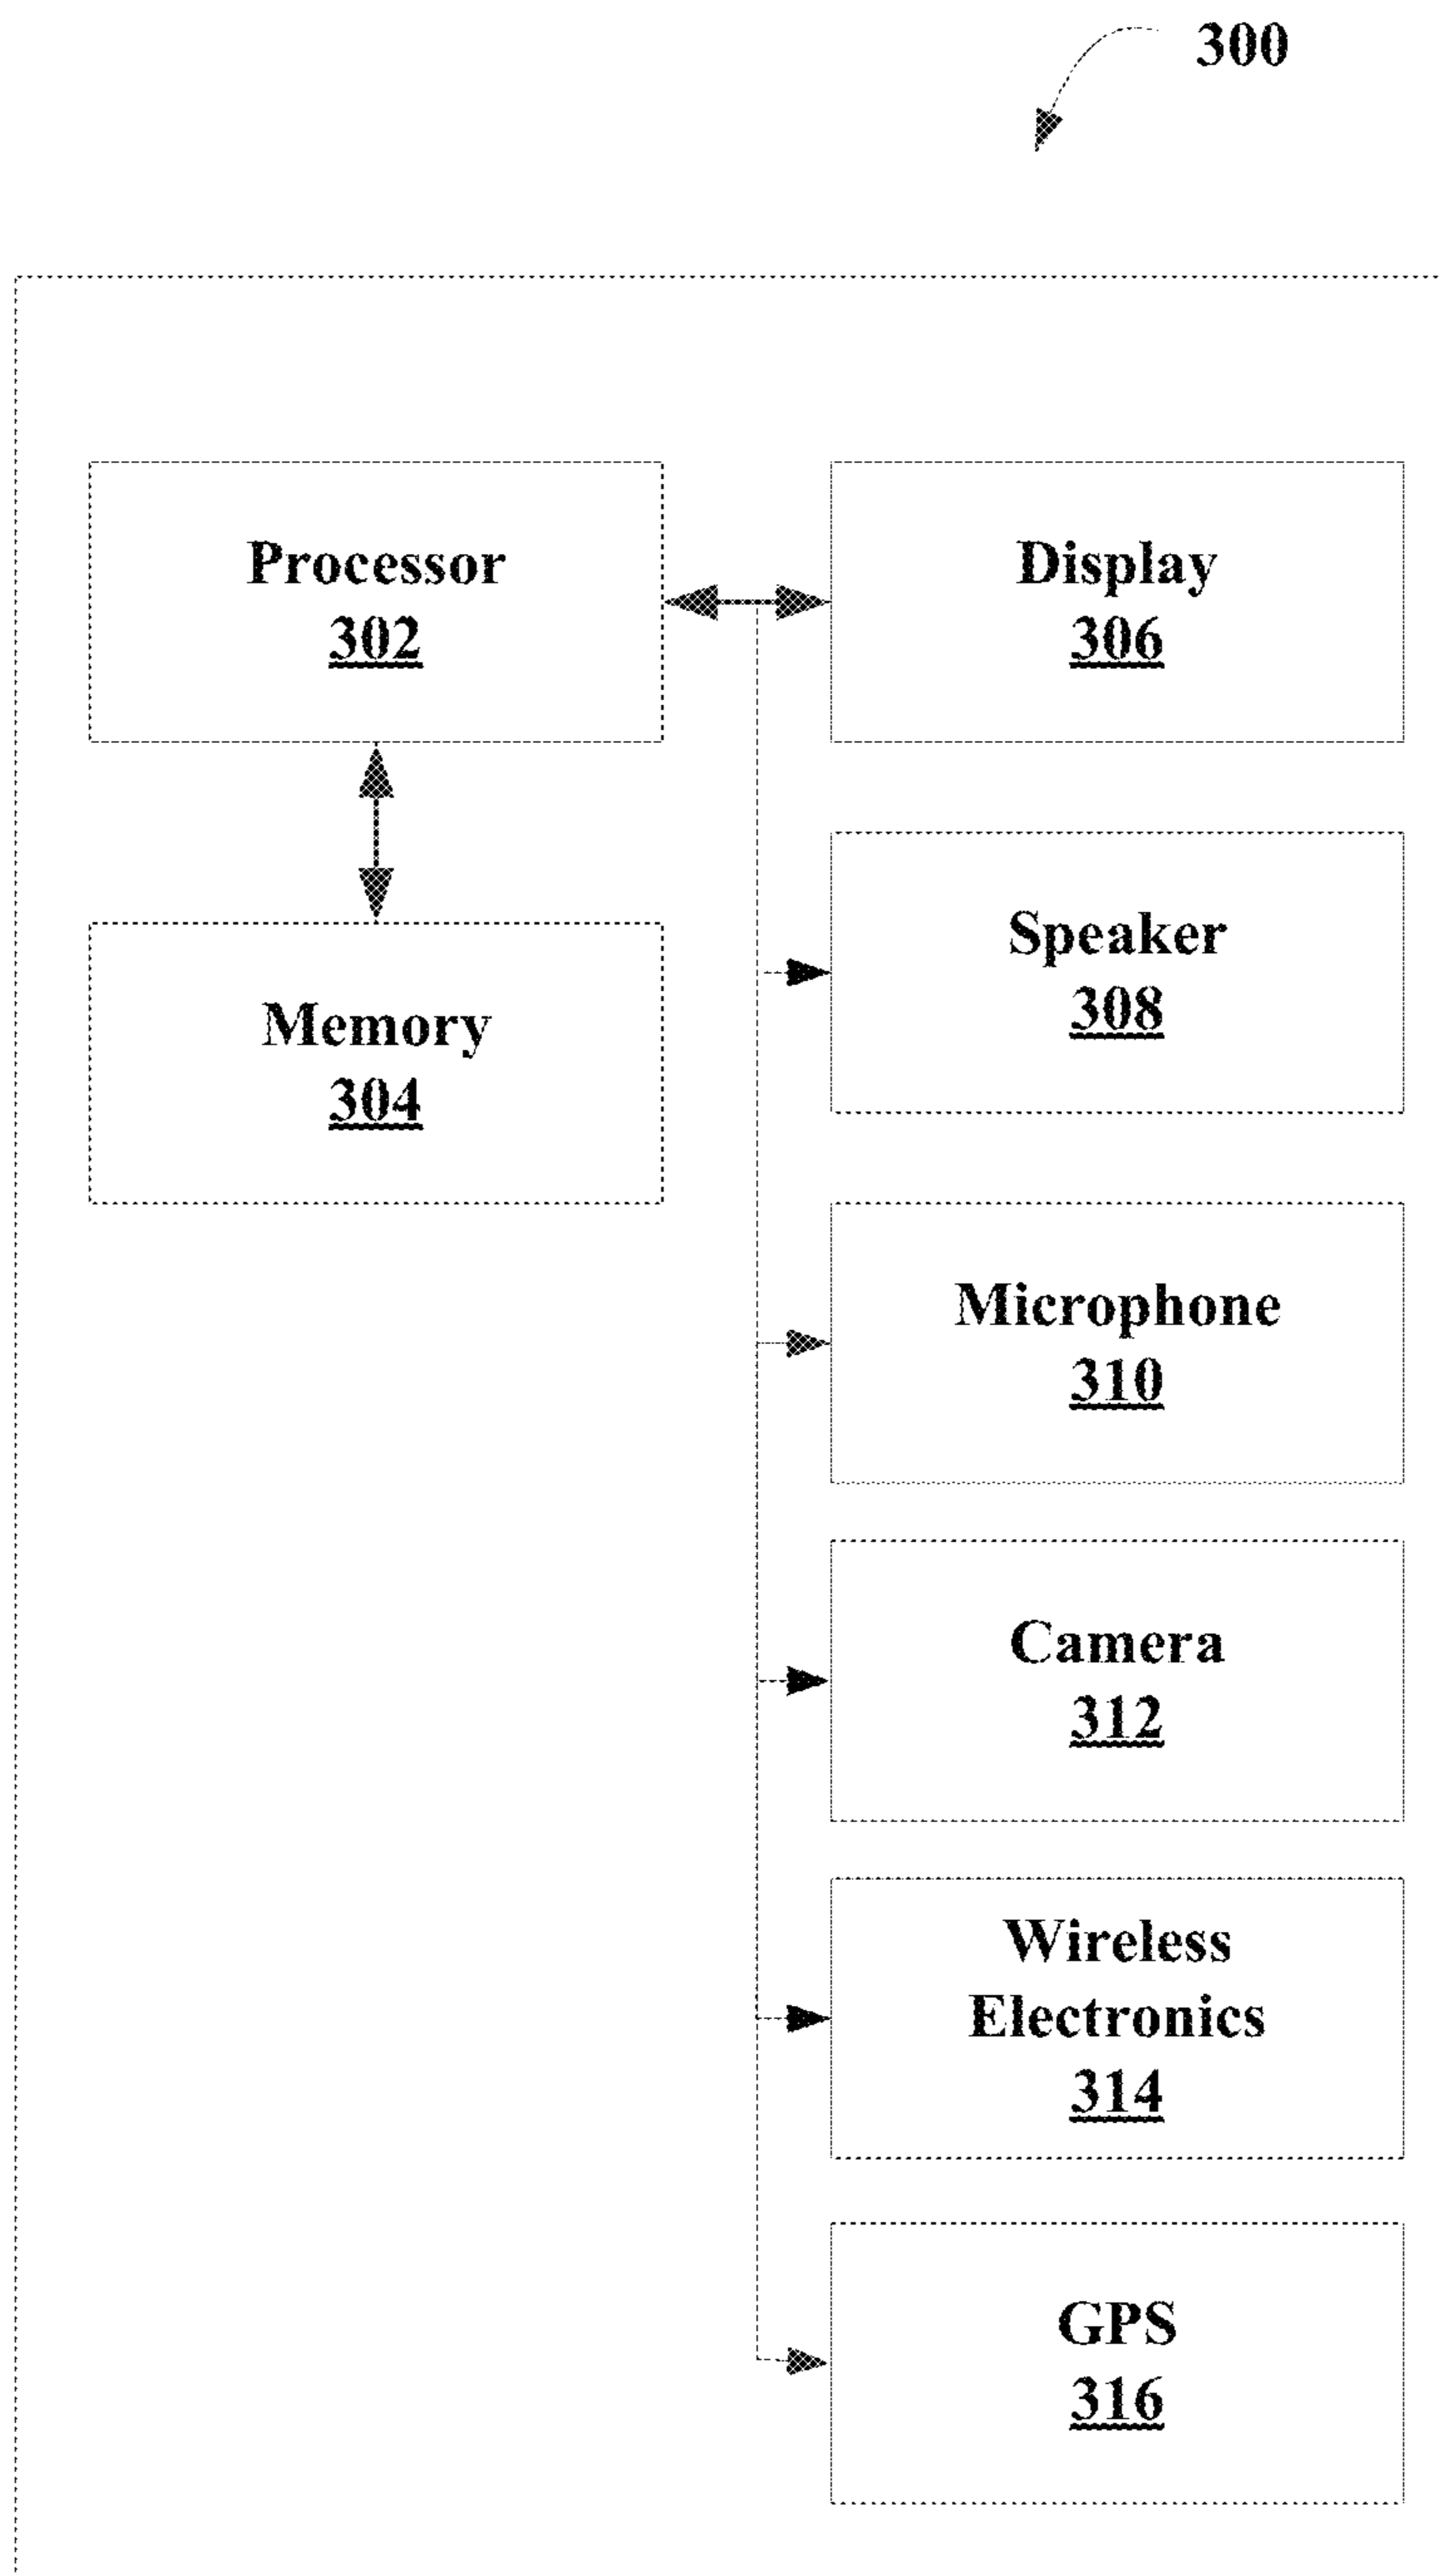 300
Processor
302
Display
306
Memory
304
Speaker
308
Microphone
310
Camera
312
Wireless
Electronics
314
GPS
316